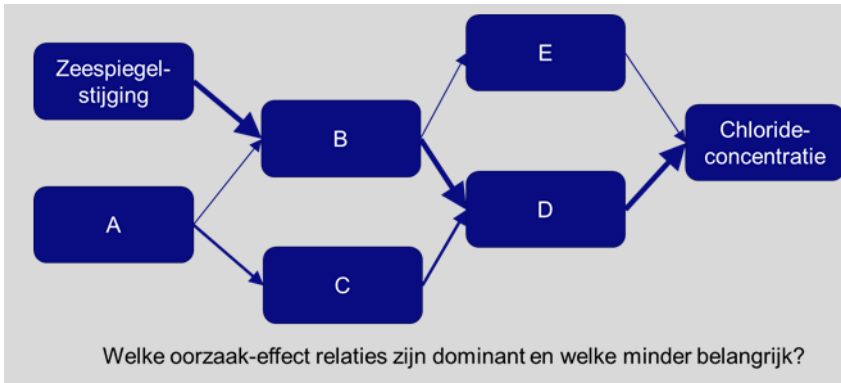 Zeespiegel-
stijging
A
B
C
E
D
Chloride-
concentratie
Welke oorzaak-effect relaties zijn dominant en welke minder belangrijk?